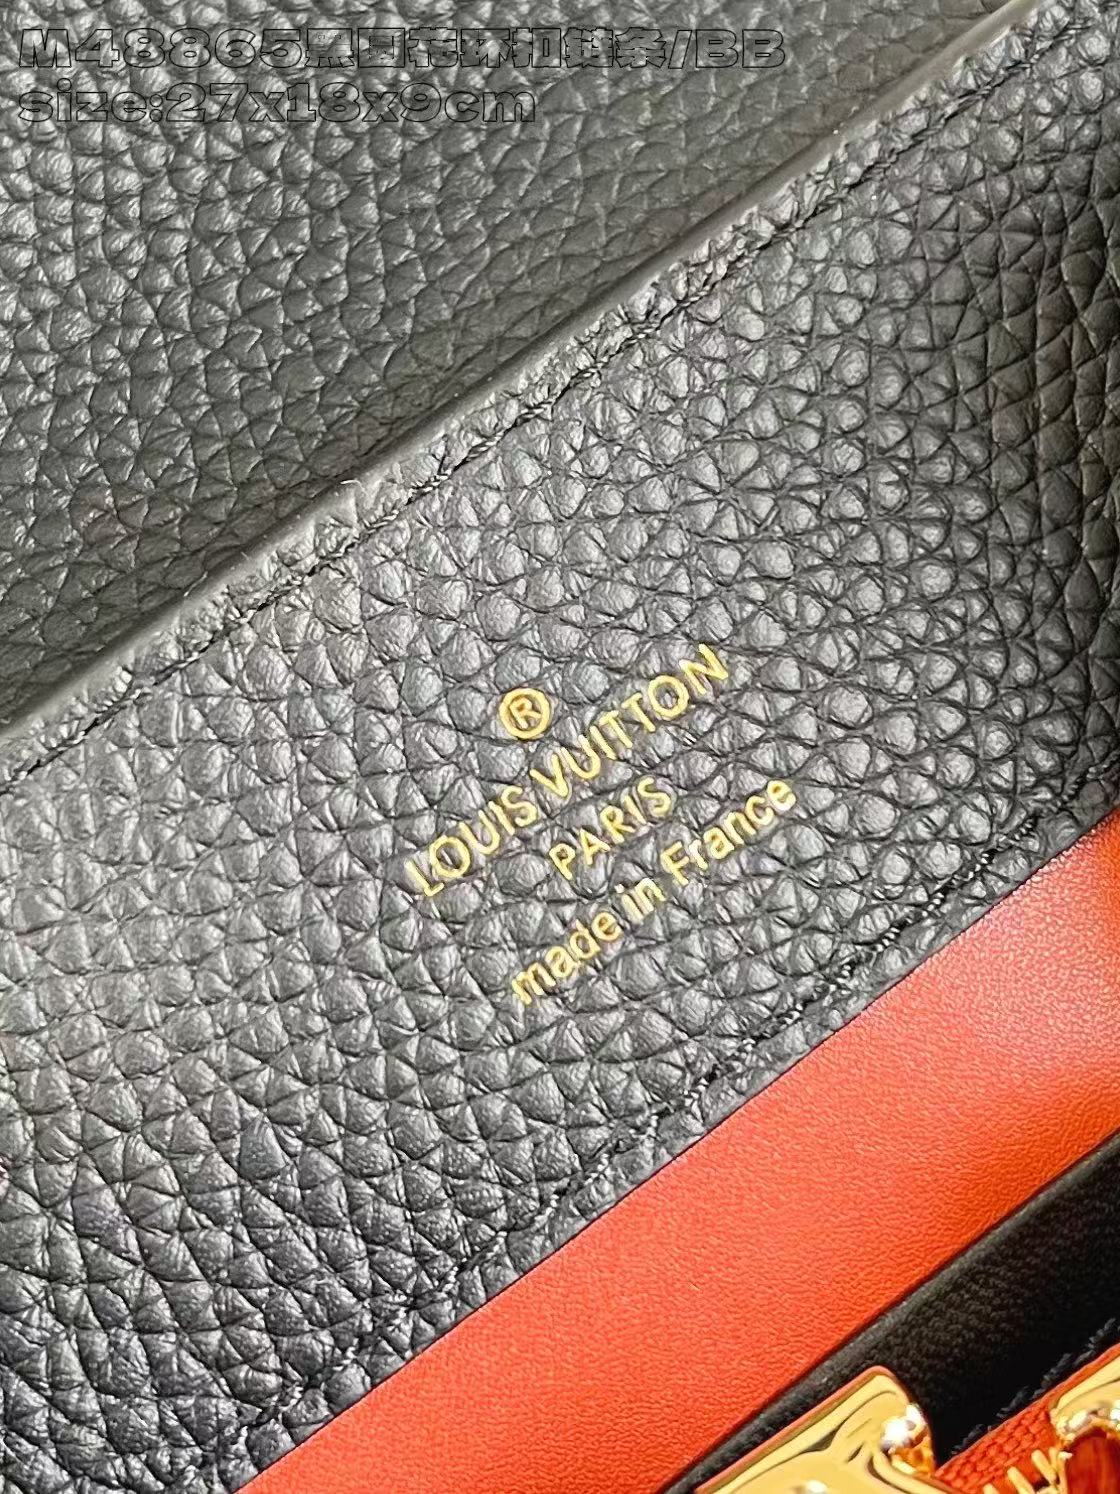 M48865黑圆花环扣链条/BB
size:27x18x9cm
®
LOUIS VUITTON
PARIS
made in France